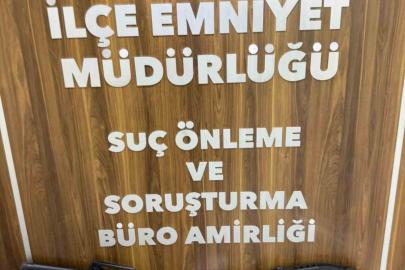 İLÇE EMNİYET
MÜDÜRLÜĞÜ
SUÇ ÖNLEME
VE
SORUŞTURMA
BÜRO AMİRLİĞİ